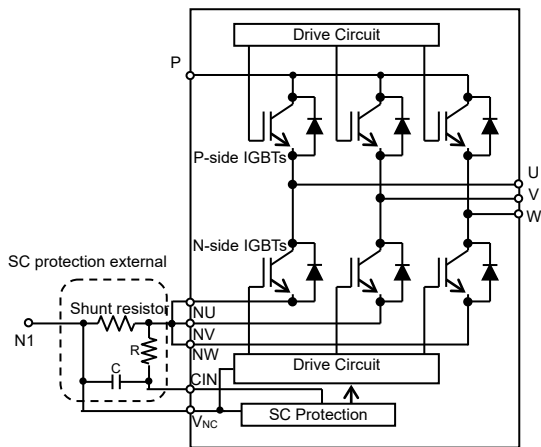 Drive Circuit
P
P-side IGBTs
U
V
W
N-side IGBTs
SC protection external
Shunt resistor
N1
NU
NV
NW
R
C
CIN
Drive Circuit
VNC
SC Protection